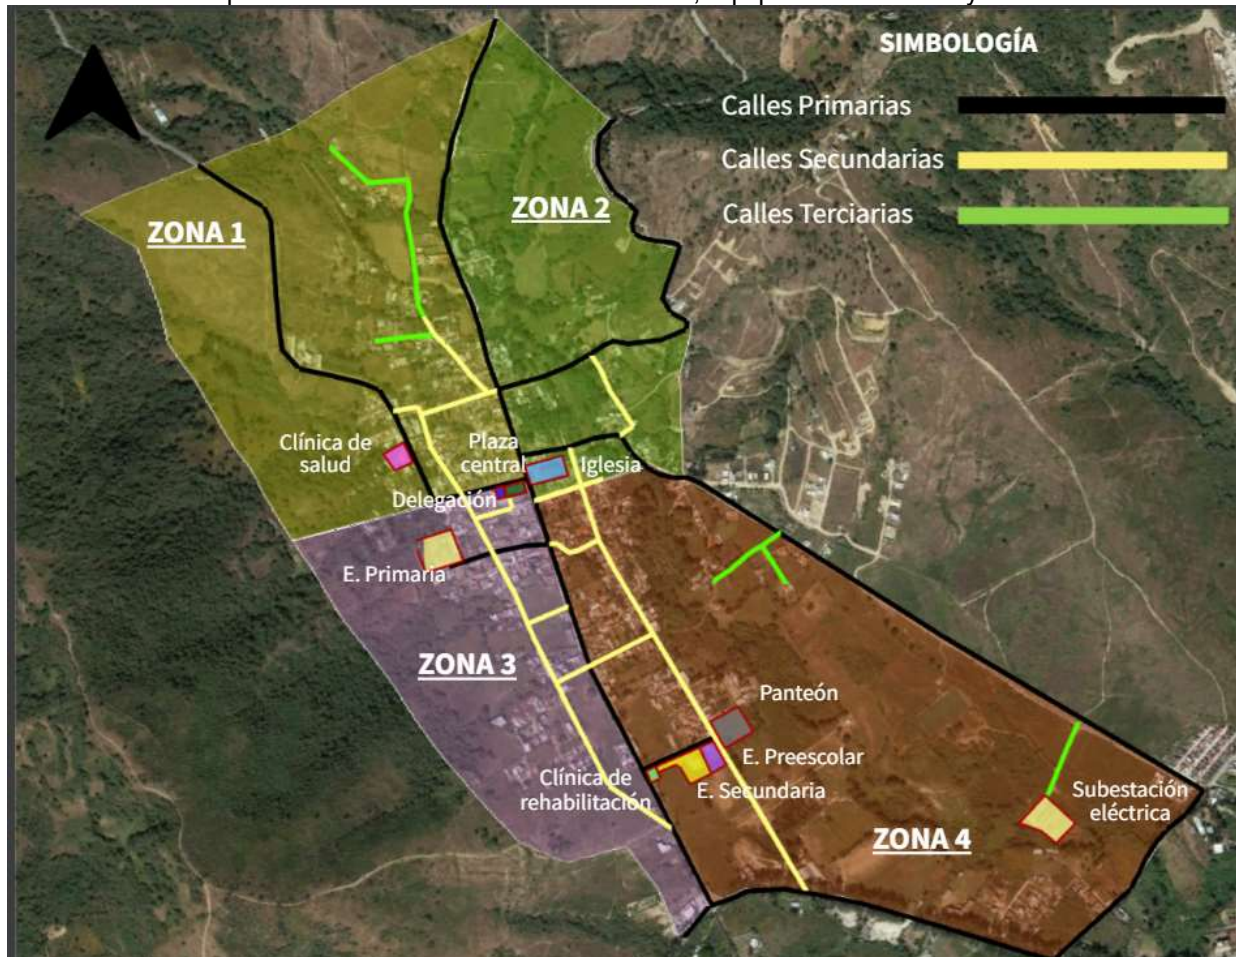 SIMBOLOGÍA
Calles Primarias
Calles Secundarias
Calles Terciarias
ZONA 1
ZONA 2
Clínica de
salud
Plaza
central
Iglesia
Delegación
E. Primaria
ZONA 3
Panteón
E. Preescolar
E. Secundaria
Clínica de
rehabilitación
Subestación
eléctrica
ZONA 4